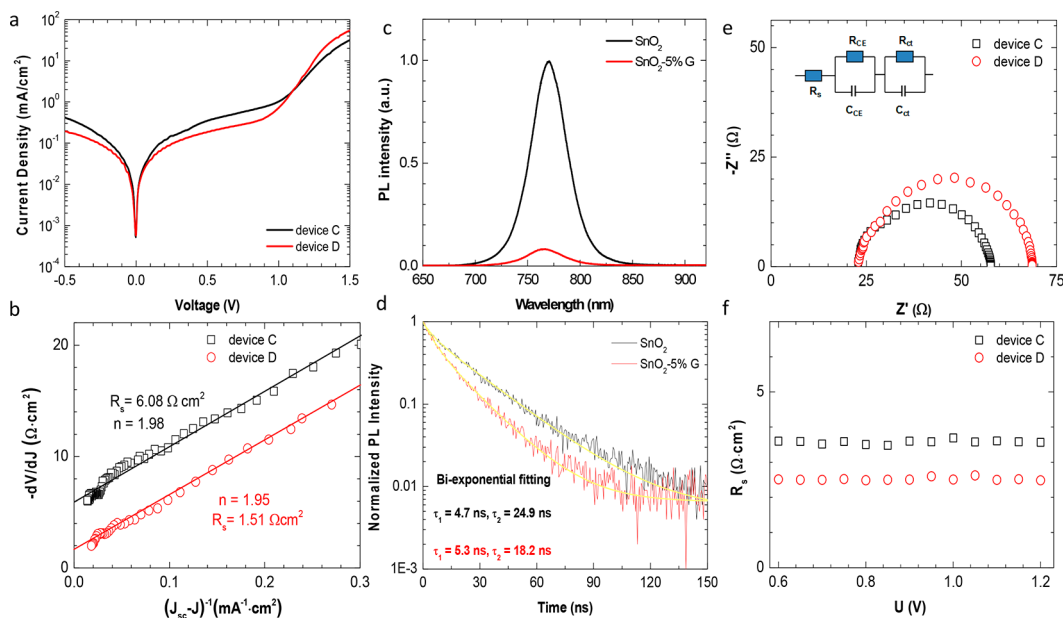 a
Current Density (mA/cm²)
10²
10¹
10⁰
10⁻¹
10⁻²
10⁻³
10⁻⁴
-0.5
0.0
0.5
1.0
1.5
Voltage (V)
device C
device D
b
-dV/dJ (Ω·cm²)
20
10
0
0.0
0.1
0.2
0.3
(Jsc-J)⁻¹(mA⁻¹·cm²)
device C
device D
Rs= 6.08 Ω cm²
n = 1.98
n = 1.95
Rs= 1.51 Ωcm²
c
PL intensity (a.u.)
1.0
0.5
0.0
650
700
750
800
850
900
Wavelength (nm)
SnO₂
SnO₂-5% G
d
Normalized PL Intensity
1
0.1
0.01
1E-3
0
30
60
90
120
150
Time (ns)
SnO₂
SnO₂-5% G
Bi-exponential fitting
τ₁ = 4.7 ns, τ₂ = 24.9 ns
τ₁ = 5.3 ns, τ₂ = 18.2 ns
e
-Z'' (Ω)
50
25
0
0
25
50
75
Z' (Ω)
Rs
RCE
CCE
Rct
Cct
device C
device D
f
Rs (Ω·cm²)
6
3
0
0.6
0.8
1.0
1.2
U (V)
device C
device D